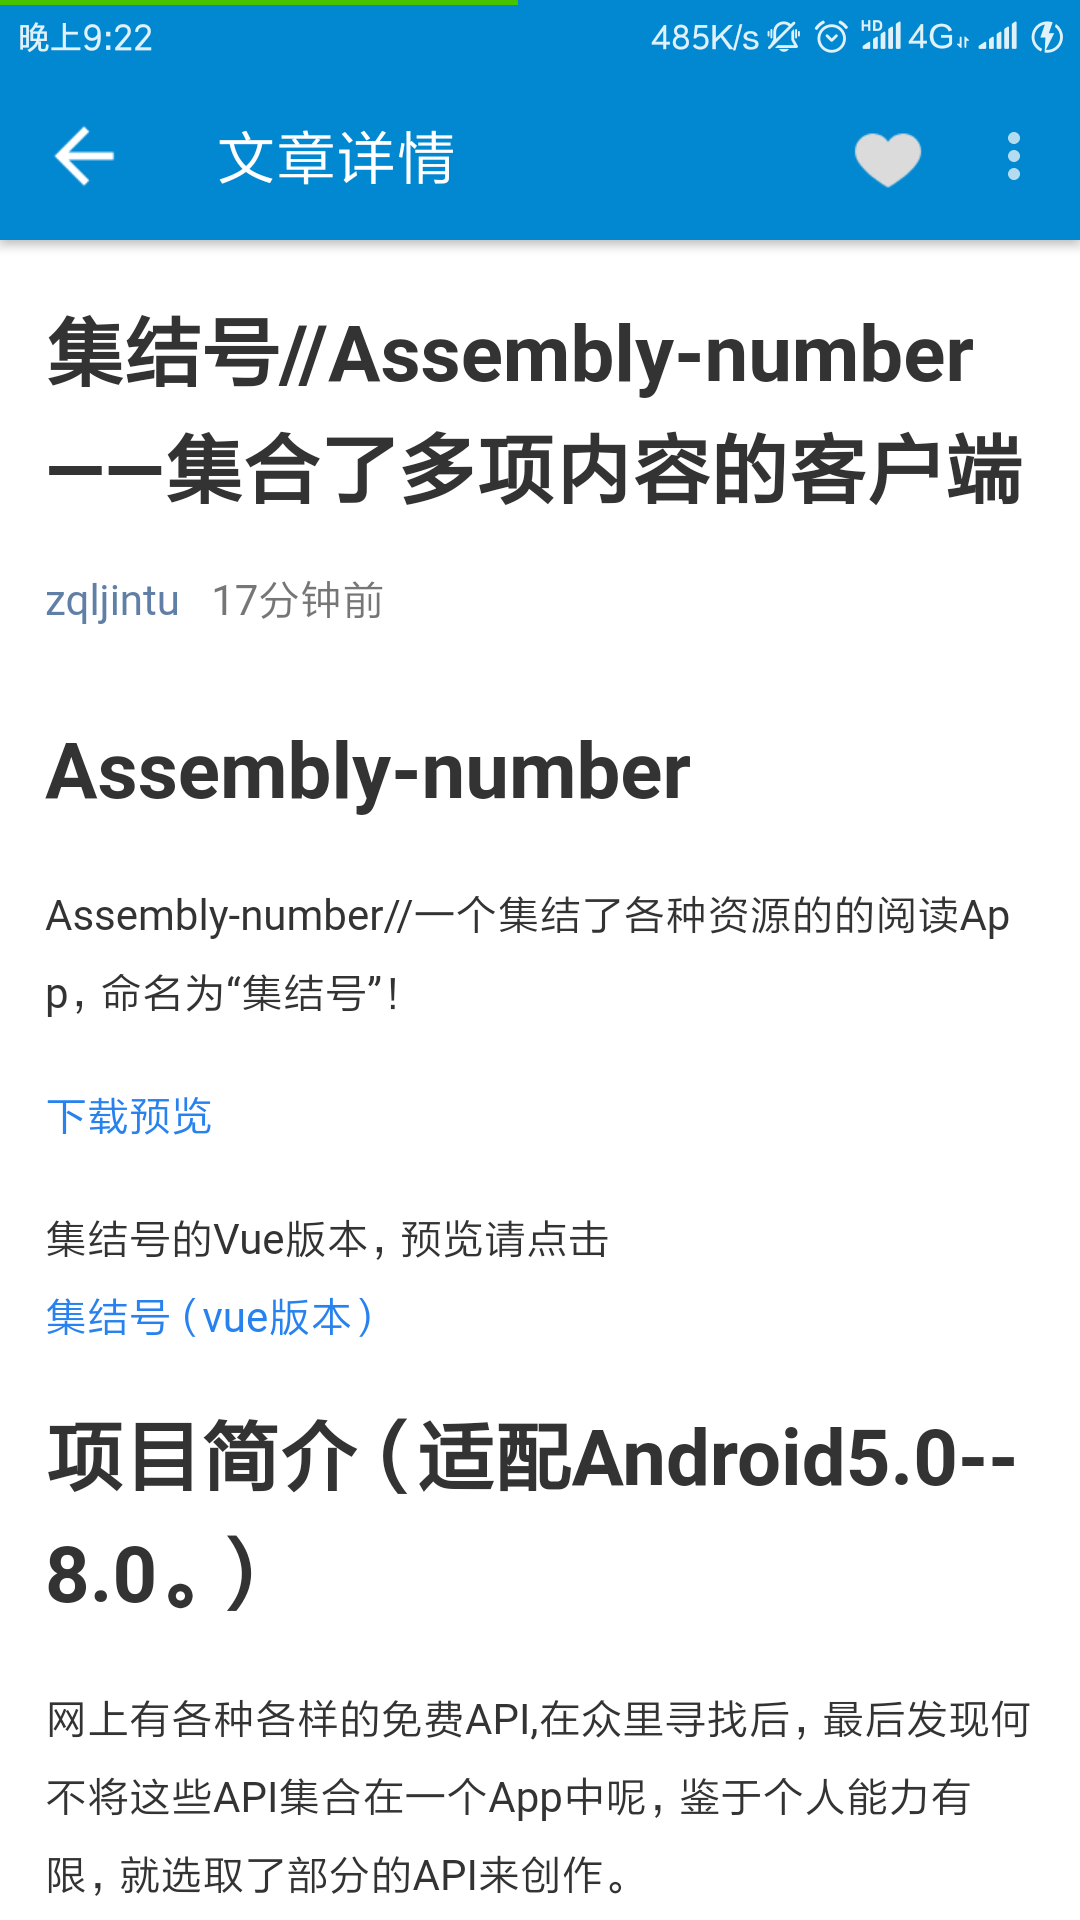 晚上9:22
485K/s
HD
4G
文章详情
集结号//Assembly-number
——集合了多项内容的客户端
zqljintu 17分钟前
Assembly-number
Assembly-number//一个集结了各种资源的的阅读Ap
p，命名为“集结号”！
下载预览
集结号的Vue版本，预览请点击
集结号（vue版本）
项目简介（适配Android5.0--
8.0。）
网上有各种各样的免费API,在众里寻找后，最后发现何
不将这些API集合在一个App中呢，鉴于个人能力有
限，就选取了部分的API来创作。